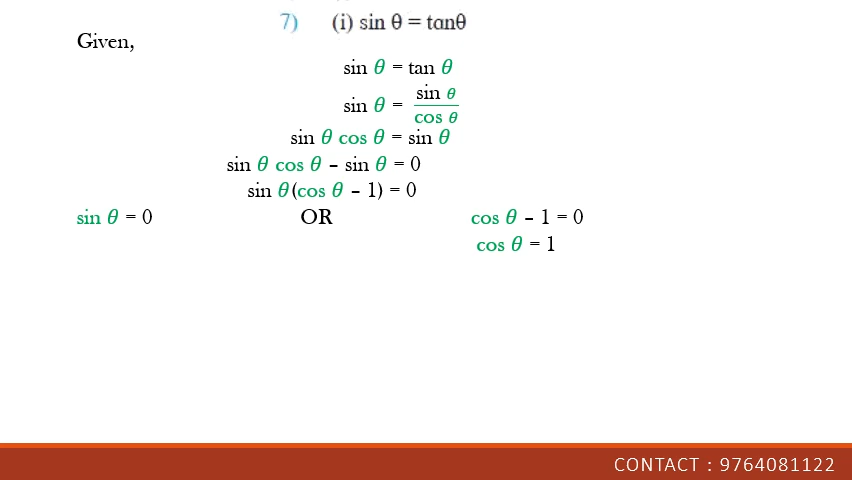 7) (i) sin θ = tanθ
Given,
sin θ = tan θ
sin θ = sin θ / cos θ
sin θ cos θ = sin θ
sin θ cos θ – sin θ = 0
sin θ(cos θ – 1) = 0
sin θ = 0 OR cos θ – 1 = 0
cos θ = 1
CONTACT : 9764081122